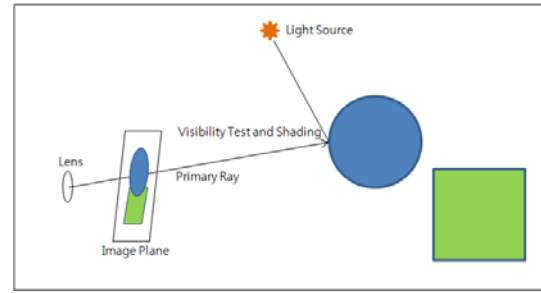 Light Source
Visibility Test and Shading
Lens
Primary Ray
Image Plane